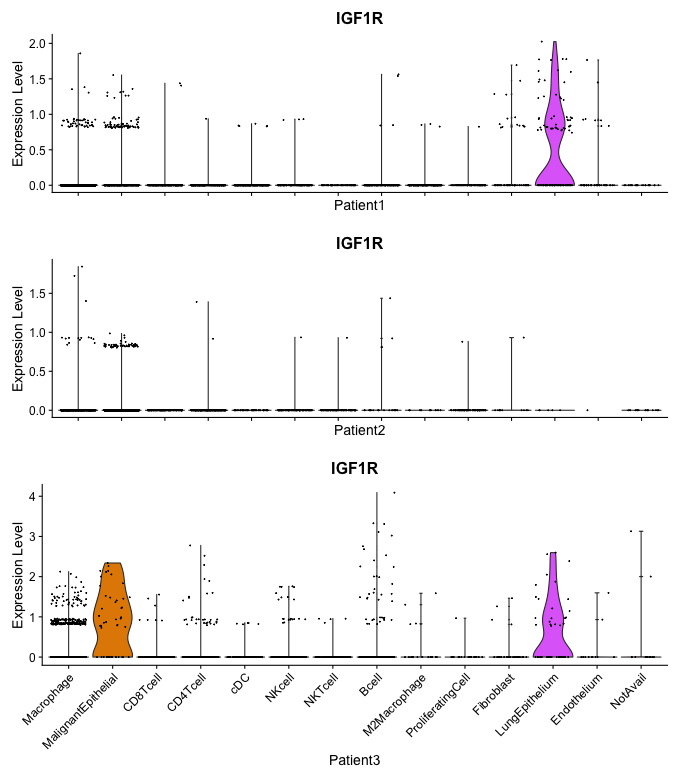 IGF1R
Expression Level
2.0
1.5
1.0
0.5
0.0
Patient1
IGF1R
Expression Level
1.5
1.0
0.5
0.0
Patient2
IGF1R
Expression Level
4
3
2
1
0
Macrophage
MalignantEpithelial
CD8Tcell
CD4Tcell
cDC
NKcell
NKTcell
Bcell
M2Macrophage
ProliferatingCell
Fibroblast
LungEpithelium
Endothelium
NotAvail
Patient3